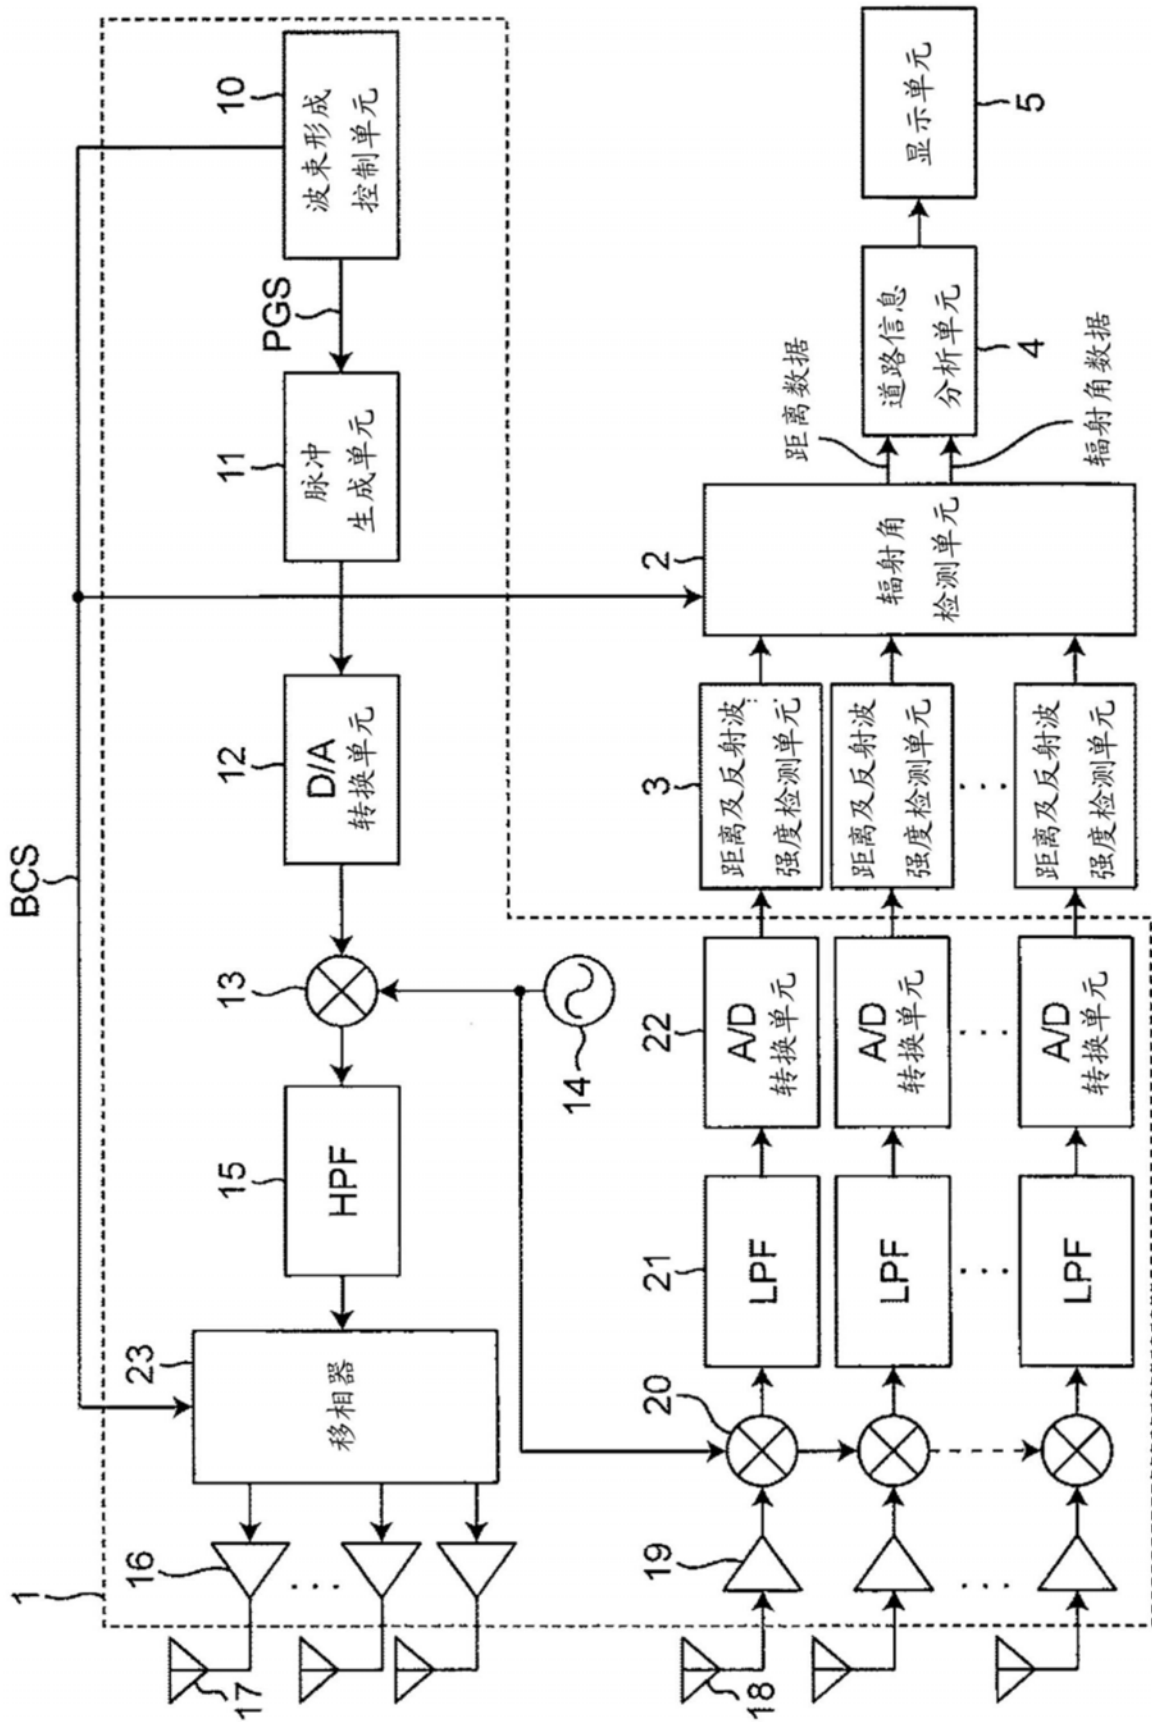 1
BCS
17
16
23
移相器
15
HPF
13
12
D/A
转换单元
11
脉冲
生成单元
PGS
10
波束形成
控制单元
...
14
18
19
20
21
LPF
22
A/D
转换单元
3
距离及反射波
强度检测单元
2
辐射角
检测单元
距离数据
辐射角数据
4
道路信息
分析单元
5
显示单元
LPF
A/D
转换单元
距离及反射波
强度检测单元
...
...
...
...
LPF
A/D
转换单元
距离及反射波
强度检测单元